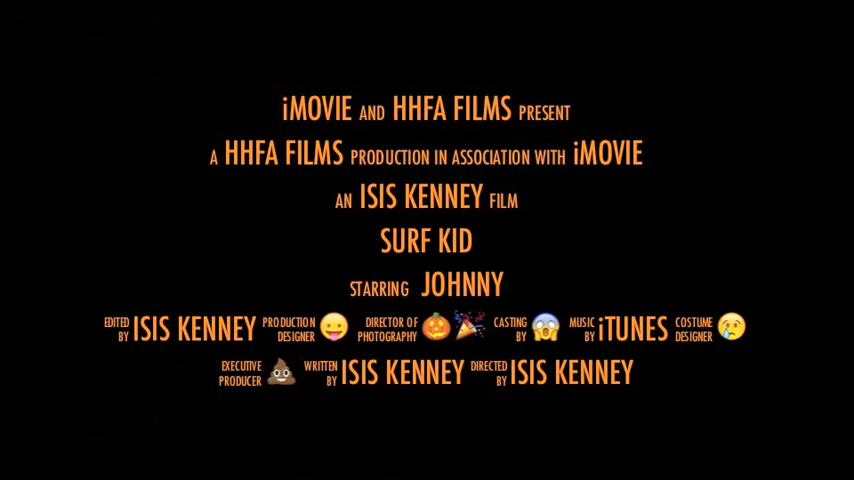 iMOVIE AND HHFA FILMS PRESENT
A HHFA FILMS PRODUCTION IN ASSOCIATION WITH iMOVIE
AN ISIS KENNEY FILM
SURF KID
STARRING JOHNNY
EDITED BY ISIS KENNEY PRODUCTION DESIGNER 😛 DIRECTOR OF PHOTOGRAPHY 🎃🎉 CASTING BY 😱 MUSIC BY iTUNES COSTUME DESIGNER 😢
EXECUTIVE PRODUCER 💩 WRITTEN BY ISIS KENNEY DIRECTED BY ISIS KENNEY